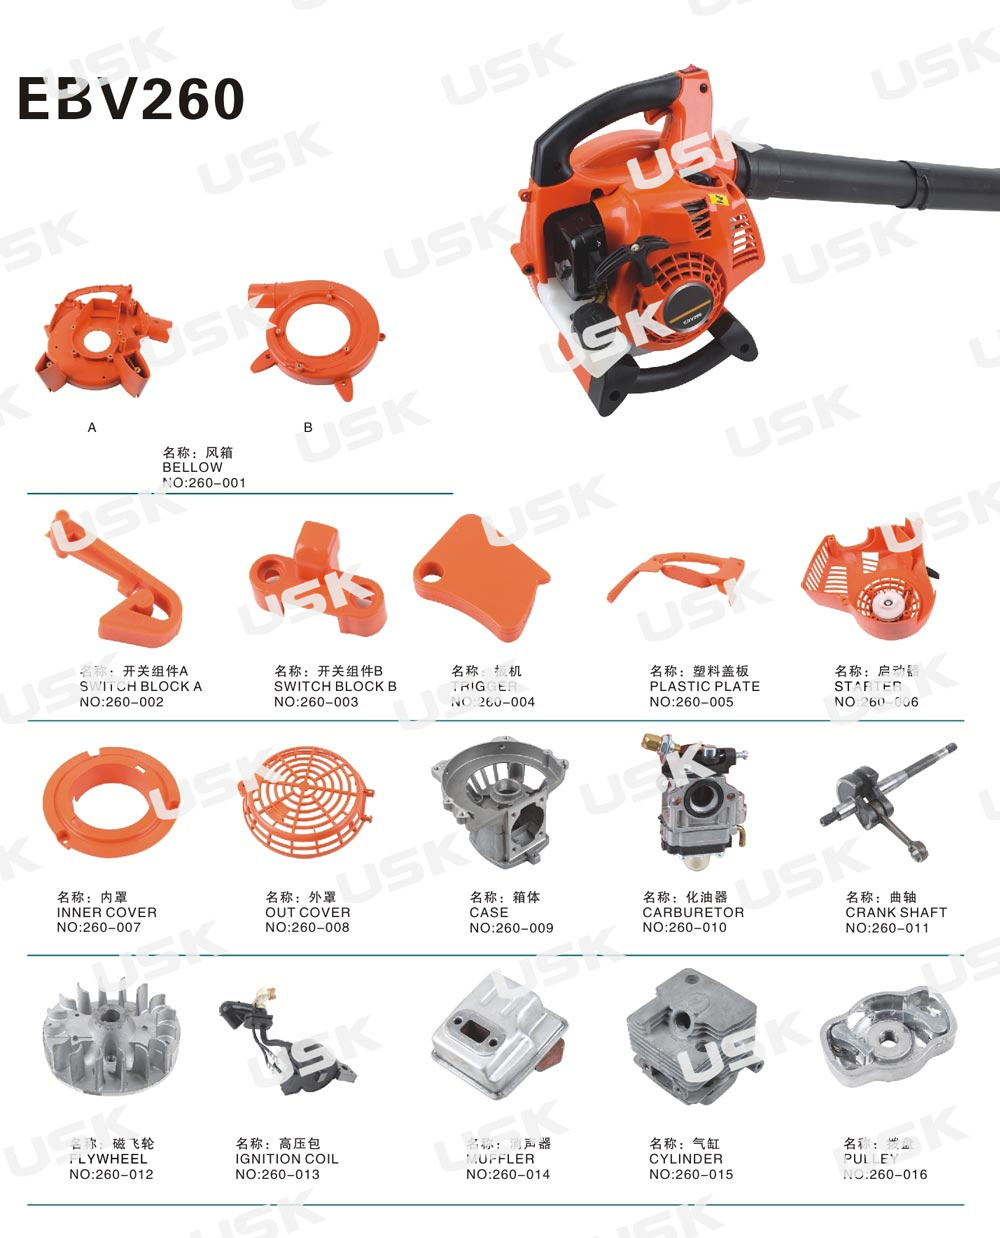 EBV260
A
B
名称：风箱
BELLOW
NO:260-001
名称：开关组件A
SWITCH BLOCK A
NO:260-002
名称：开关组件B
SWITCH BLOCK B
NO:260-003
名称：扳机
TRIGGER
NO:260-004
名称：塑料盖板
PLASTIC PLATE
NO:260-005
名称：启动器
STARTER
NO:260-006
名称：内罩
INNER COVER
NO:260-007
名称：外罩
OUT COVER
NO:260-008
名称：箱体
CASE
NO:260-009
名称：化油器
CARBURETOR
NO:260-010
名称：曲轴
CRANK SHAFT
NO:260-011
名称：磁飞轮
FLYWHEEL
NO:260-012
名称：高压包
IGNITION COIL
NO:260-013
名称：消声器
MUFFLER
NO:260-014
名称：气缸
CYLINDER
NO:260-015
名称：拨盘
PULLEY
NO:260-016
USK